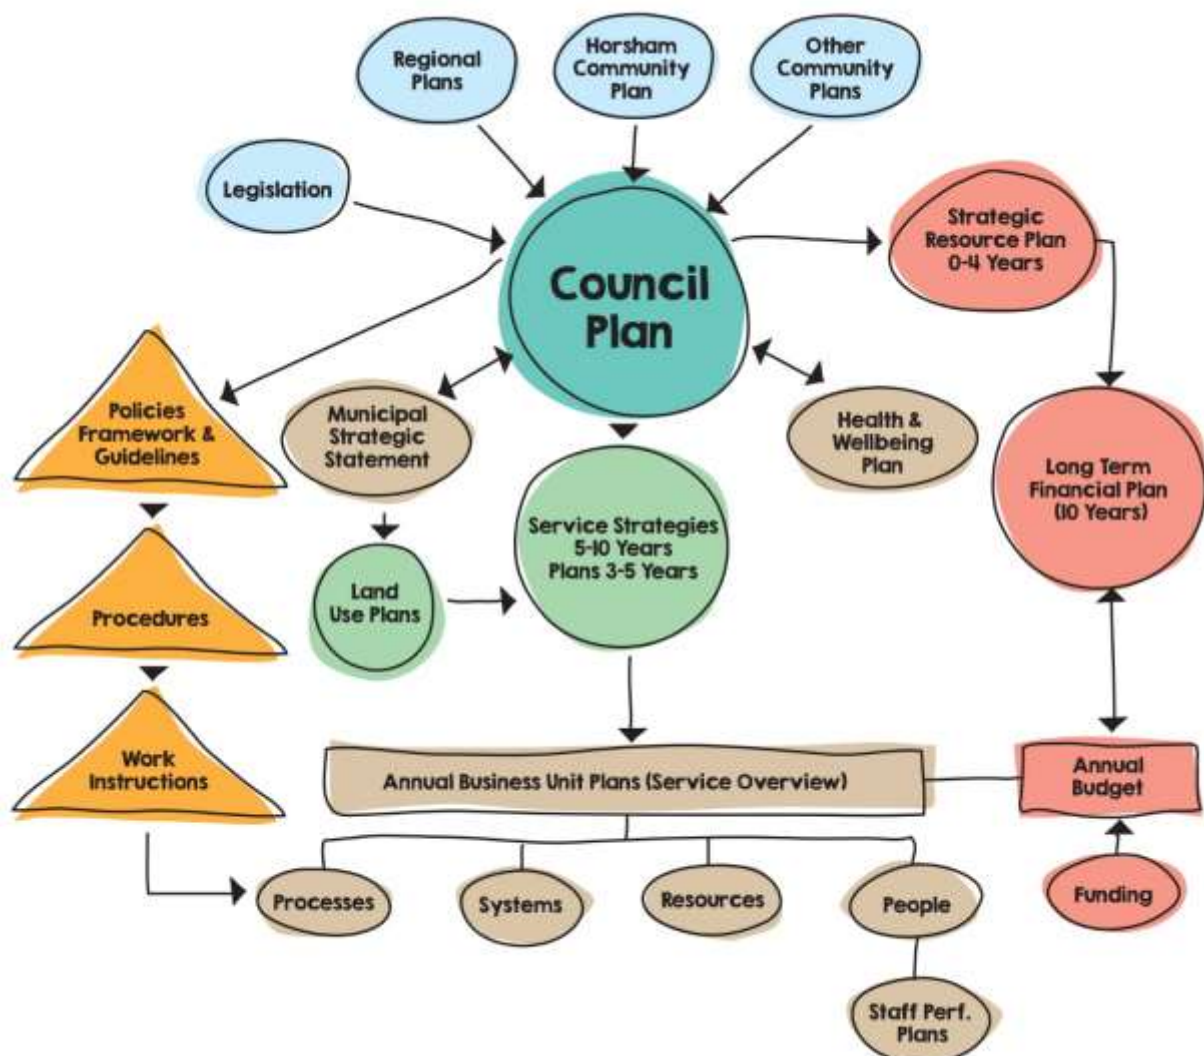 Regional
Plans
Horsham
Community
Plan
Other
Community
Plans
Legislation
Strategic
Resource Plan
0-4 Years
Council
Plan
Policies
Framework &
Guidelines
Municipal
Strategic
Statement
Health &
Wellbeing
Plan
Long Term
Financial Plan
(10 Years)
Service Strategies
5-10 Years
Plans 3-5 Years
Land
Use Plans
Procedures
Work
Instructions
Annual Business Unit Plans (Service Overview)
Annual
Budget
Processes
Systems
Resources
People
Funding
Staff Perf.
Plans